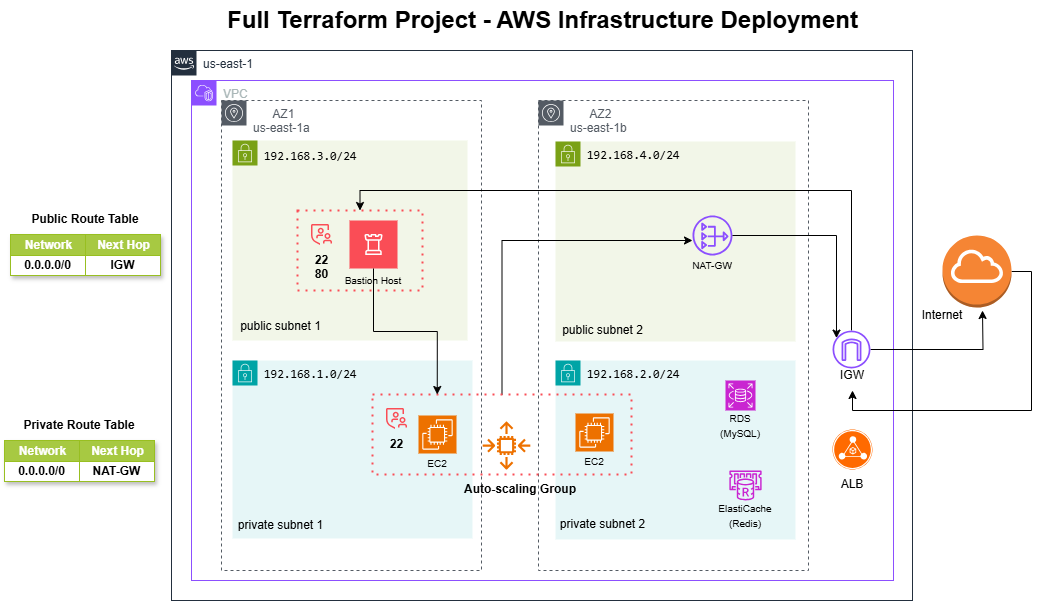 Full Terraform Project - AWS Infrastructure Deployment
aws
us-east-1
VPC
AZ1
us-east-1a
AZ2
us-east-1b
192.168.3.0/24
192.168.4.0/24
Public Route Table
Network Next Hop
0.0.0.0/0 IGW
22
80
Bastion Host
NAT-GW
Internet
public subnet 1
public subnet 2
IGW
192.168.1.0/24
192.168.2.0/24
Private Route Table
Network Next Hop
0.0.0.0/0 NAT-GW
22
EC2
EC2
RDS
(MySQL)
Auto-scaling Group
ALB
R
ElastiCache
(Redis)
private subnet 1
private subnet 2